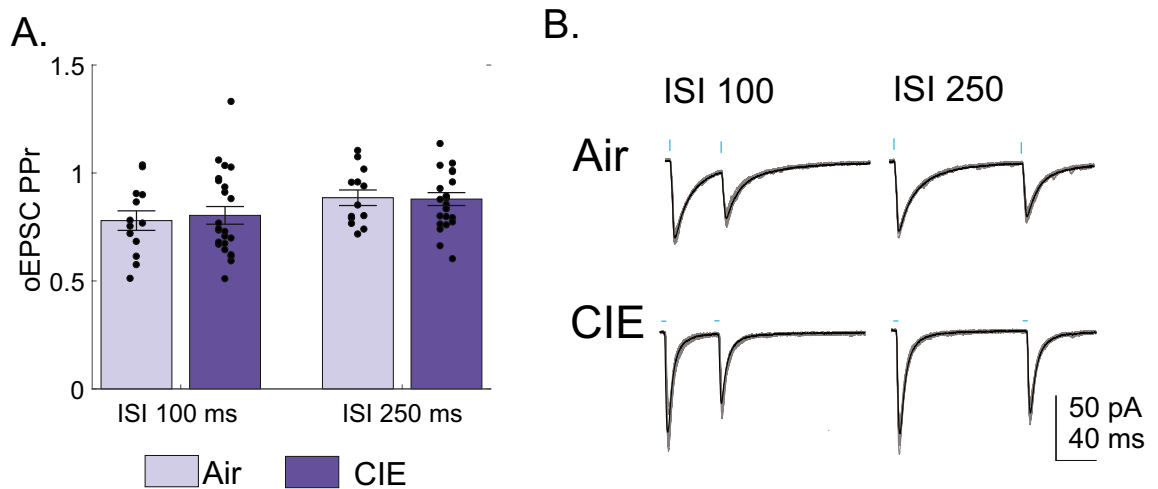 A.
1.5
1
0.5
0
oEPSC PPr
ISI 100 ms
ISI 250 ms
Air
CIE
B.
ISI 100
ISI 250
Air
CIE
50 pA
40 ms